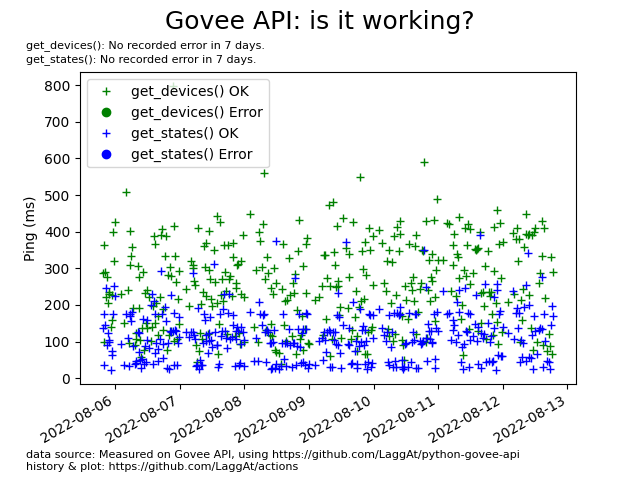 Govee API: is it working?
get_devices(): No recorded error in 7 days.
get_states(): No recorded error in 7 days.
get_devices() OK
get_devices() Error
get_states() OK
get_states() Error
Ping (ms)
800
700
600
500
400
300
200
100
0
2022-08-06
2022-08-07
2022-08-08
2022-08-09
2022-08-10
2022-08-11
2022-08-12
2022-08-13
data source: Measured on Govee API, using https://github.com/LaggAt/python-govee-api
history & plot: https://github.com/LaggAt/actions